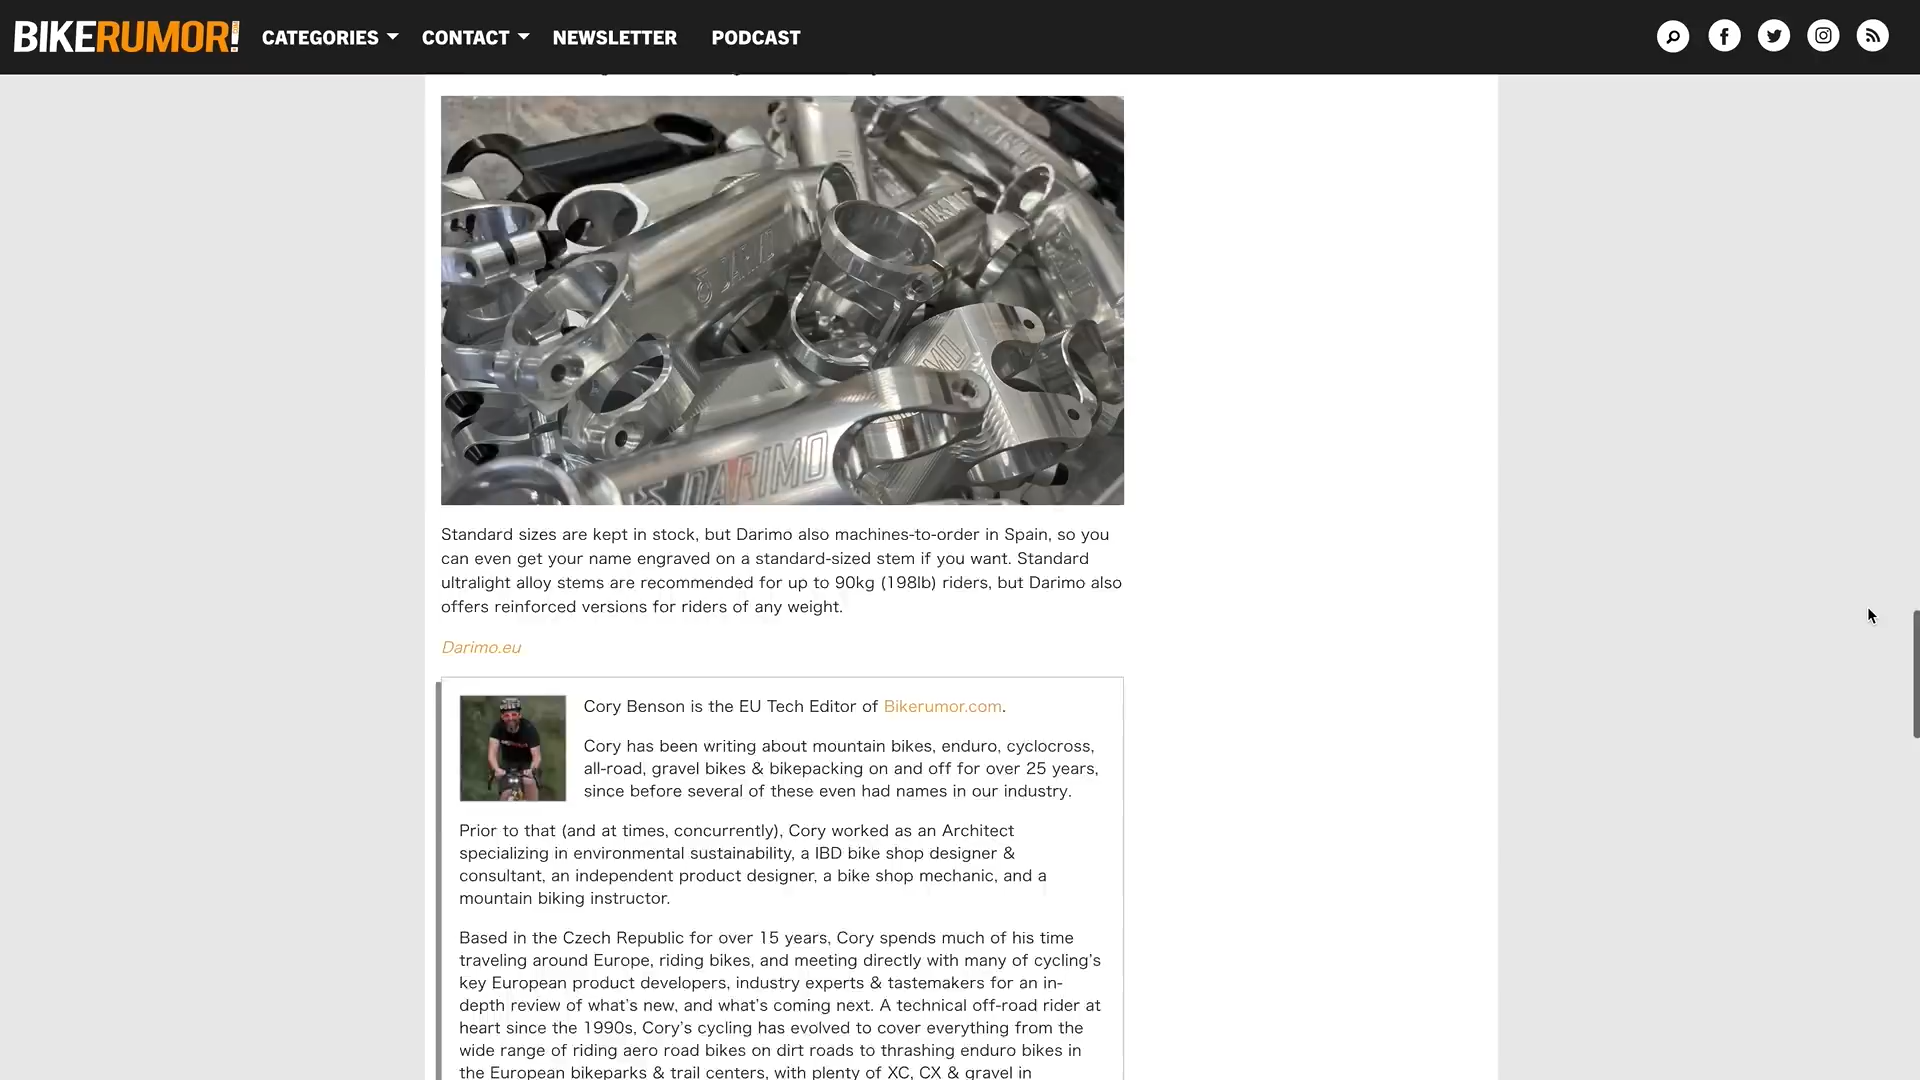 BIKERUMOR!
CATEGORIES CONTACT NEWSLETTER PODCAST
DARIMO
Standard sizes are kept in stock, but Darimo also machines-to-order in Spain, so you
can even get your name engraved on a standard-sized stem if you want. Standard
ultralight alloy stems are recommended for up to 90kg (198lb) riders, but Darimo also
offers reinforced versions for riders of any weight.
Darimo.eu
Cory Benson is the EU Tech Editor of Bikerumor.com.
Cory has been writing about mountain bikes, enduro, cyclocross,
all-road, gravel bikes & bikepacking on and off for over 25 years,
since before several of these even had names in our industry.
Prior to that (and at times, concurrently), Cory worked as an Architect
specializing in environmental sustainability, a IBD bike shop designer &
consultant, an independent product designer, a bike shop mechanic, and a
mountain biking instructor.
Based in the Czech Republic for over 15 years, Cory spends much of his time
traveling around Europe, riding bikes, and meeting directly with many of cycling's
key European product developers, industry experts & tastemakers for an in-
depth review of what's new, and what's coming next. A technical off-road rider at
heart since the 1990s, Cory's cycling has evolved to cover everything from the
wide range of riding aero road bikes on dirt roads to thrashing enduro bikes in
the European bikeparks & trail centers, with plenty of XC, CX & gravel in